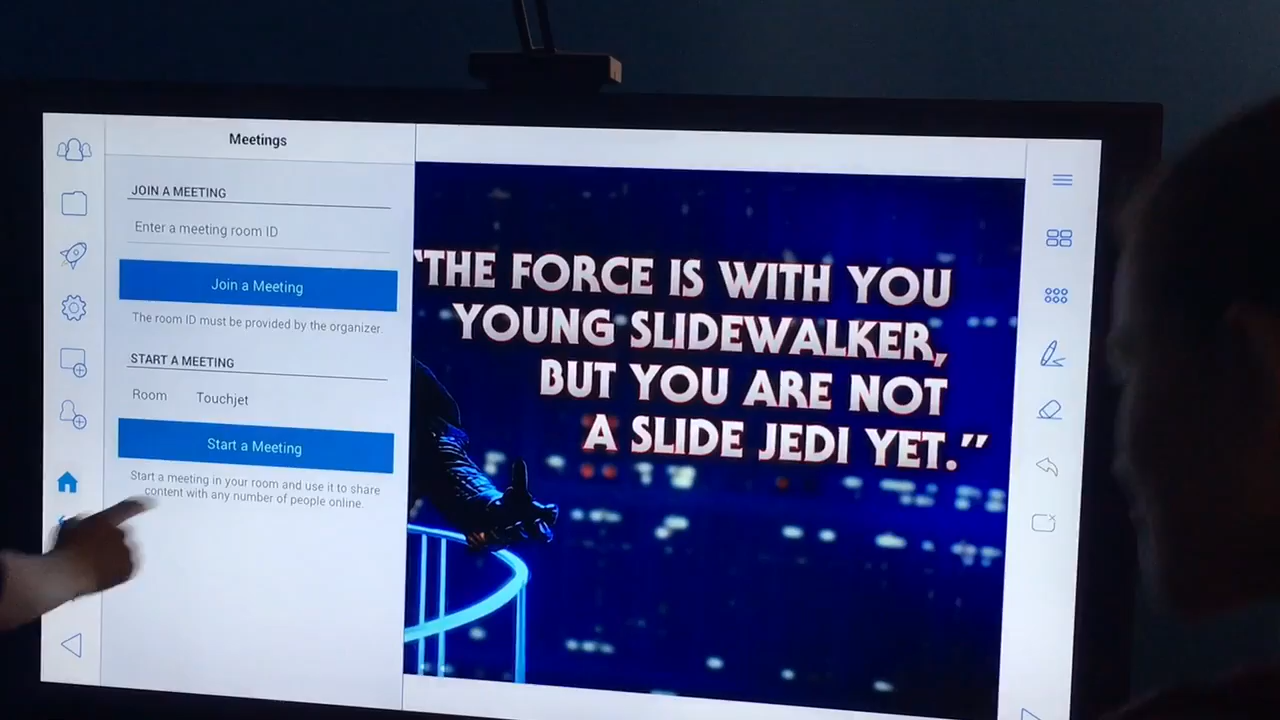 Meetings
JOIN A MEETING
Enter a meeting room ID
Join a Meeting
The room ID must be provided by the organizer.
START A MEETING
Room Touchjet
Start a Meeting
Start a meeting in your room and use it to share
content with any number of people online.
“THE FORCE IS WITH YOU
YOUNG SLIDEWALKER,
BUT YOU ARE NOT
A SLIDE JEDI YET.”